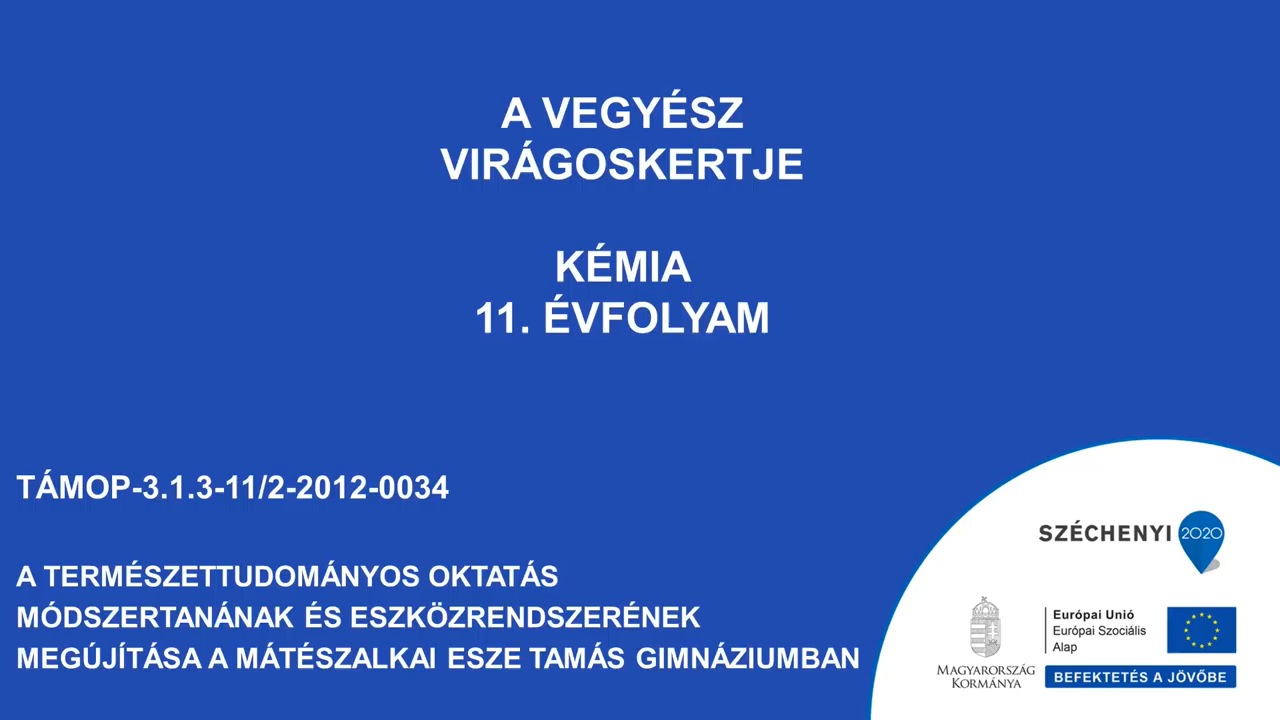 A VEGYÉSZ
VIRÁGOSKERTJE
KÉMIA
11. ÉVFOLYAM
TÁMOP-3.1.3-11/2-2012-0034
A TERMÉSZETTUDOMÁNYOS OKTATÁS
MÓDSZERTANÁNAK ÉS ESZKÖZRENDSZERÉNEK
MEGÚJÍTÁSA A MÁTÉSZALKAI ESZE TAMÁS GIMNÁZIUMBAN
SZÉCHENYI 2020
MAGYARORSZÁG
KORMÁNYA
Európai Unió
Európai Szociális
Alap
BEFEKTETÉS A JÖVŐBE